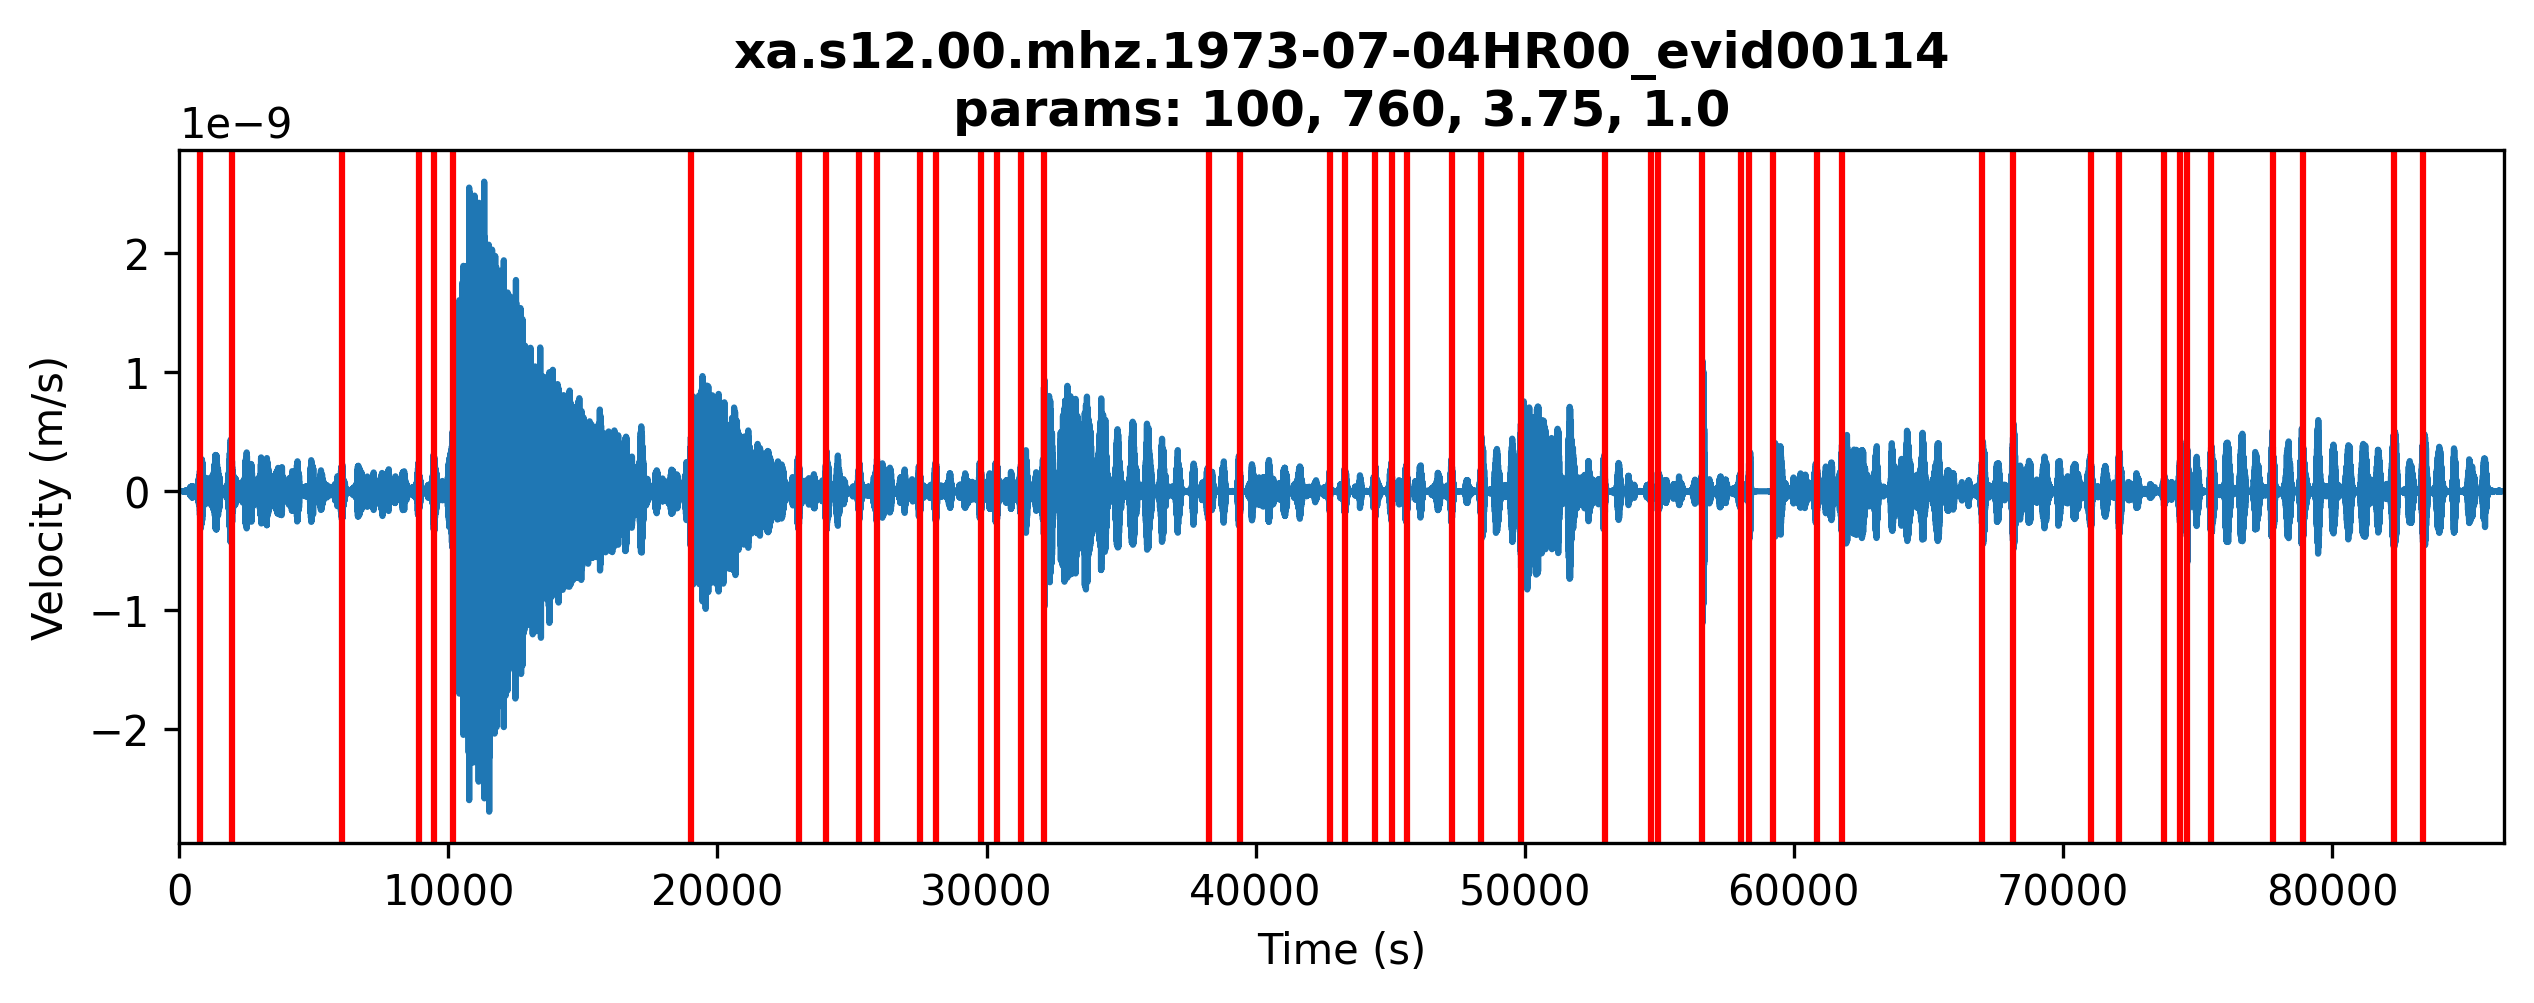 xa.s12.00.mhz.1973-07-04HR00_evid00114
params: 100, 760, 3.75, 1.0
1e−9
2
1
0
−1
−2
Velocity (m/s)
0 10000 20000 30000 40000 50000 60000 70000 80000
Time (s)